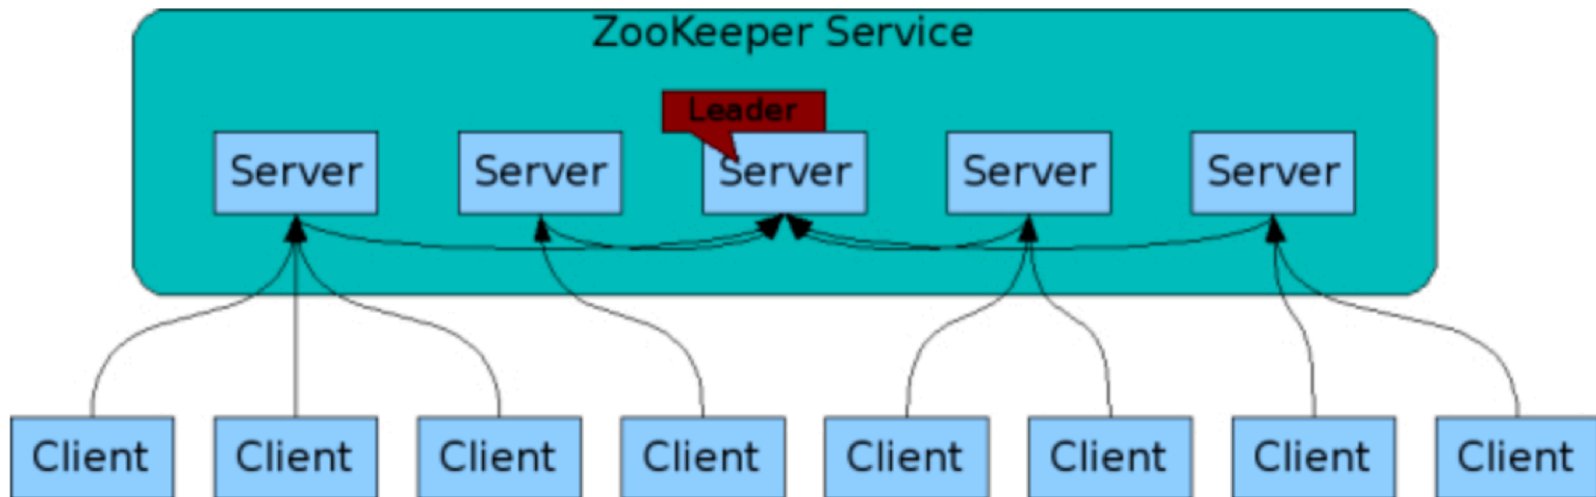 ZooKeeper Service
Leader
Server Server Server Server Server
Client Client Client Client Client Client Client Client